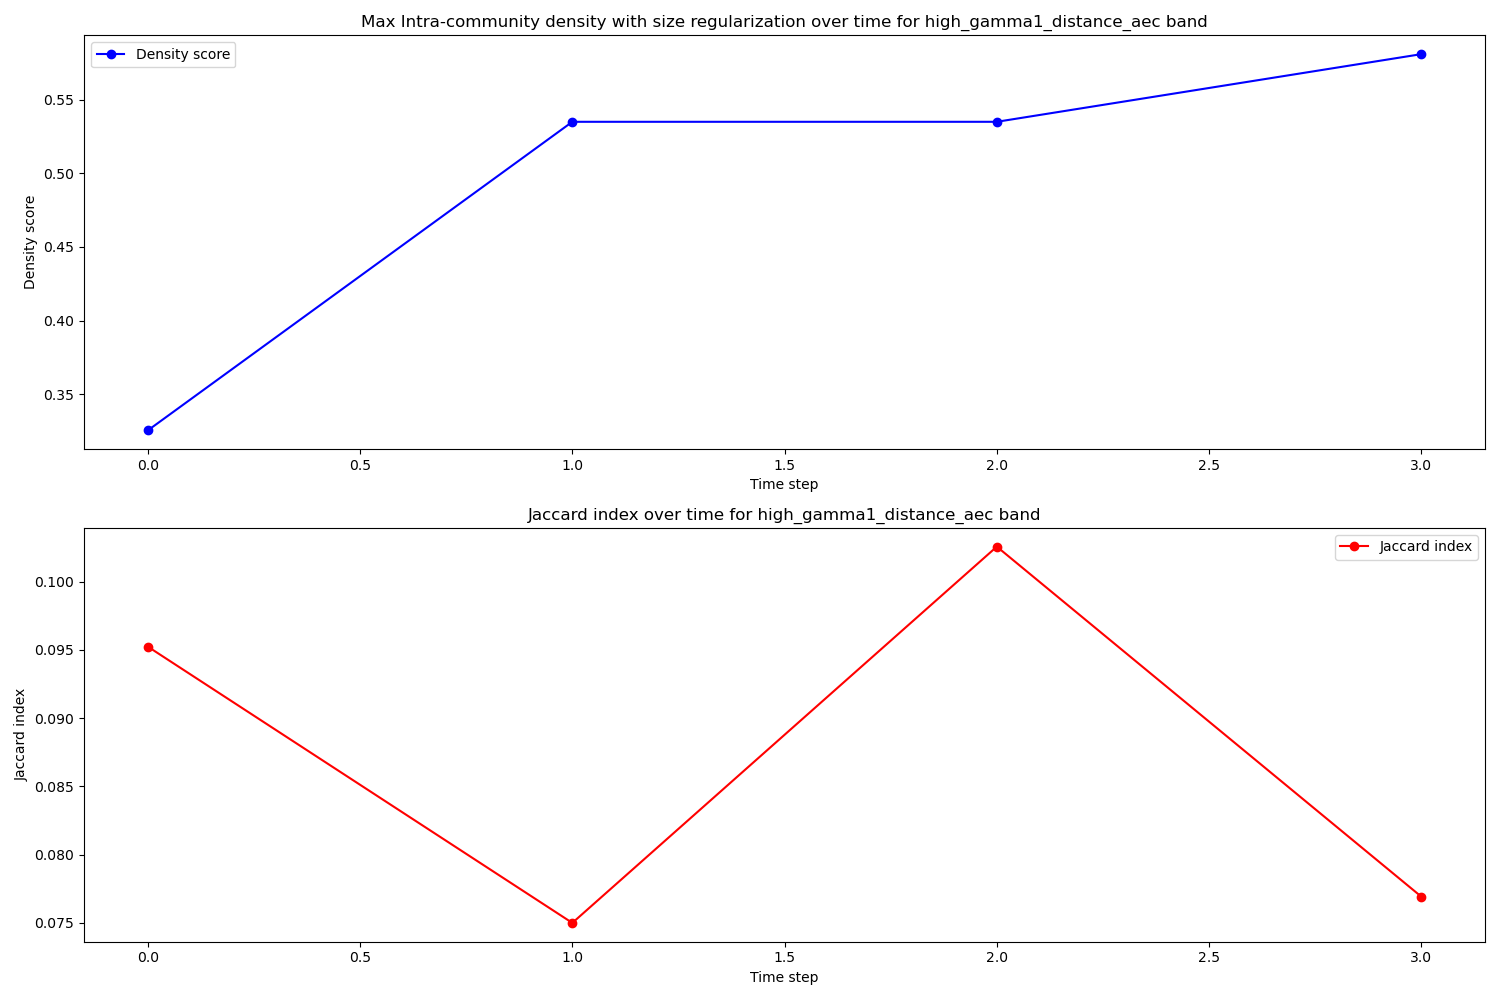 Max Intra-community density with size regularization over time for high_gamma1_distance_aec band
Density score
0.55
0.50
0.45
0.40
0.35
Density score
0.0 0.5 1.0 1.5 2.0 2.5 3.0
Time step
Jaccard index over time for high_gamma1_distance_aec band
Jaccard index
0.100
0.095
0.090
0.085
0.080
0.075
Jaccard index
0.0 0.5 1.0 1.5 2.0 2.5 3.0
Time step